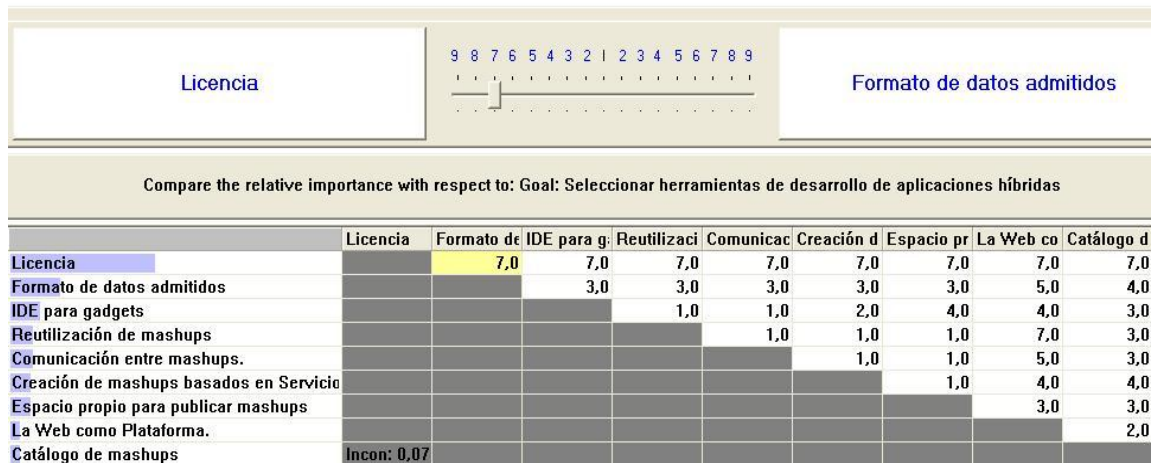 9 8 7 6 5 4 3 2 | 2 3 4 5 6 7 8 9
Licencia
Formato de datos admitidos
Compare the relative importance with respect to: Goal: Seleccionar herramientas de desarrollo de aplicaciones híbridas
Licencia Formato de IDE para g Reutilizaci Comunicac Creación d Espacio pr La Web co Catálogo d
Licencia 7,0 7,0 7,0 7,0 7,0 7,0 7,0 7,0
Formato de datos admitidos 3,0 3,0 3,0 3,0 3,0 5,0 4,0
IDE para gadgets 1,0 1,0 2,0 4,0 4,0 3,0
Reutilización de mashups 1,0 1,0 1,0 7,0 3,0
Comunicación entre mashups. 1,0 1,0 5,0 3,0
Creación de mashups basados en Servicio 1,0 4,0 4,0
Espacio propio para publicar mashups 3,0 3,0
La Web como Plataforma. 2,0
Catálogo de mashups Incon: 0,07